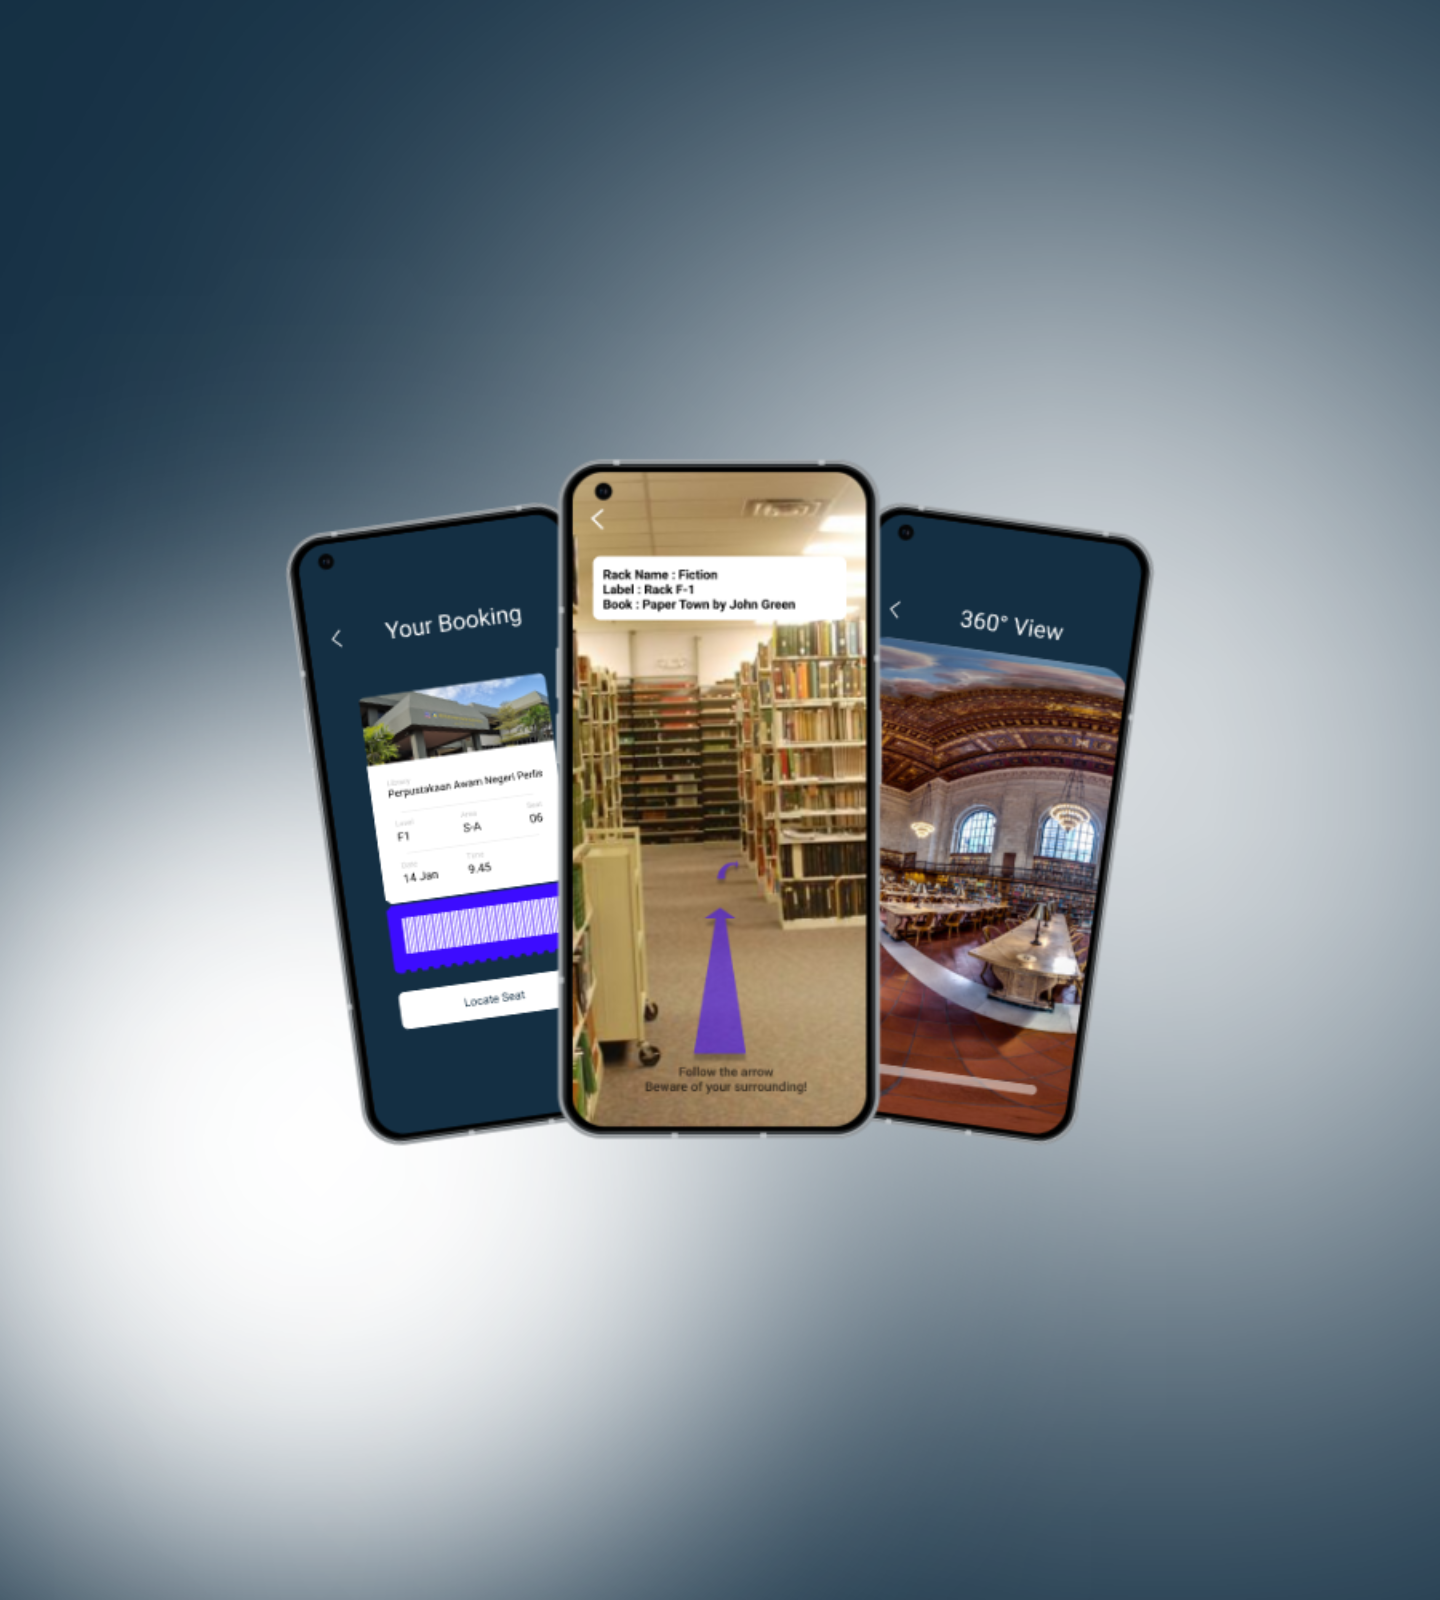 Your Booking
Library
Perpustakaan Awam Negeri Perlis
Level
Area
Seat
F1
S-A
06
Date
Time
14 Jan
9.45
Locate Seat
Rack Name : Fiction
Label : Rack F-1
Book : Paper Town by John Green
Follow the arrow
Beware of your surrounding!
360° View